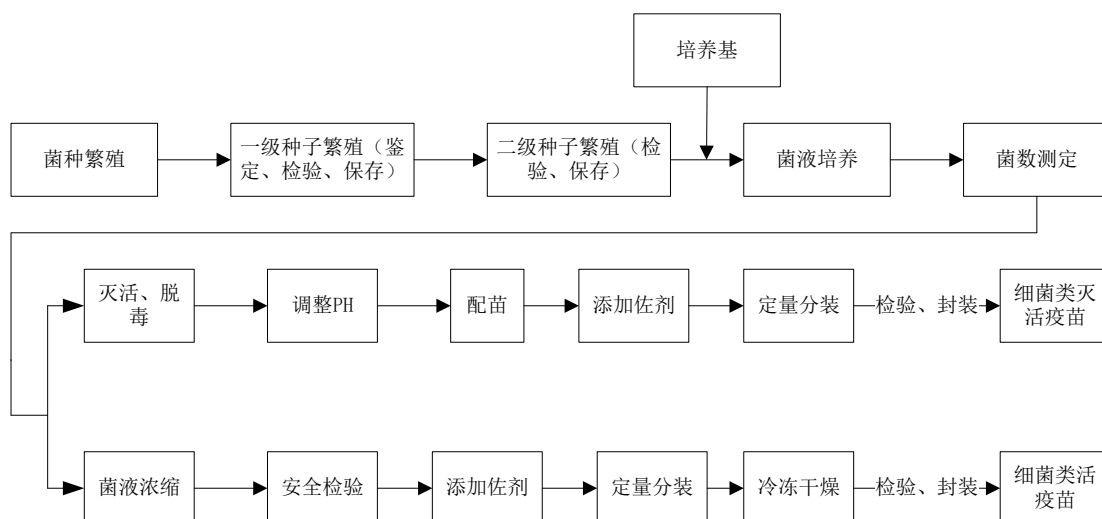 培养基
菌种繁殖
一级种子繁殖（鉴
定、检验、保存）
二级种子繁殖（检
验、保存）
菌液培养
菌数测定
灭活、脱
毒
调整PH
配苗
添加佐剂
定量分装
检验、封装
细菌类灭
活疫苗
菌液浓缩
安全检验
添加佐剂
定量分装
冷冻干燥
检验、封装
细菌类活
疫苗